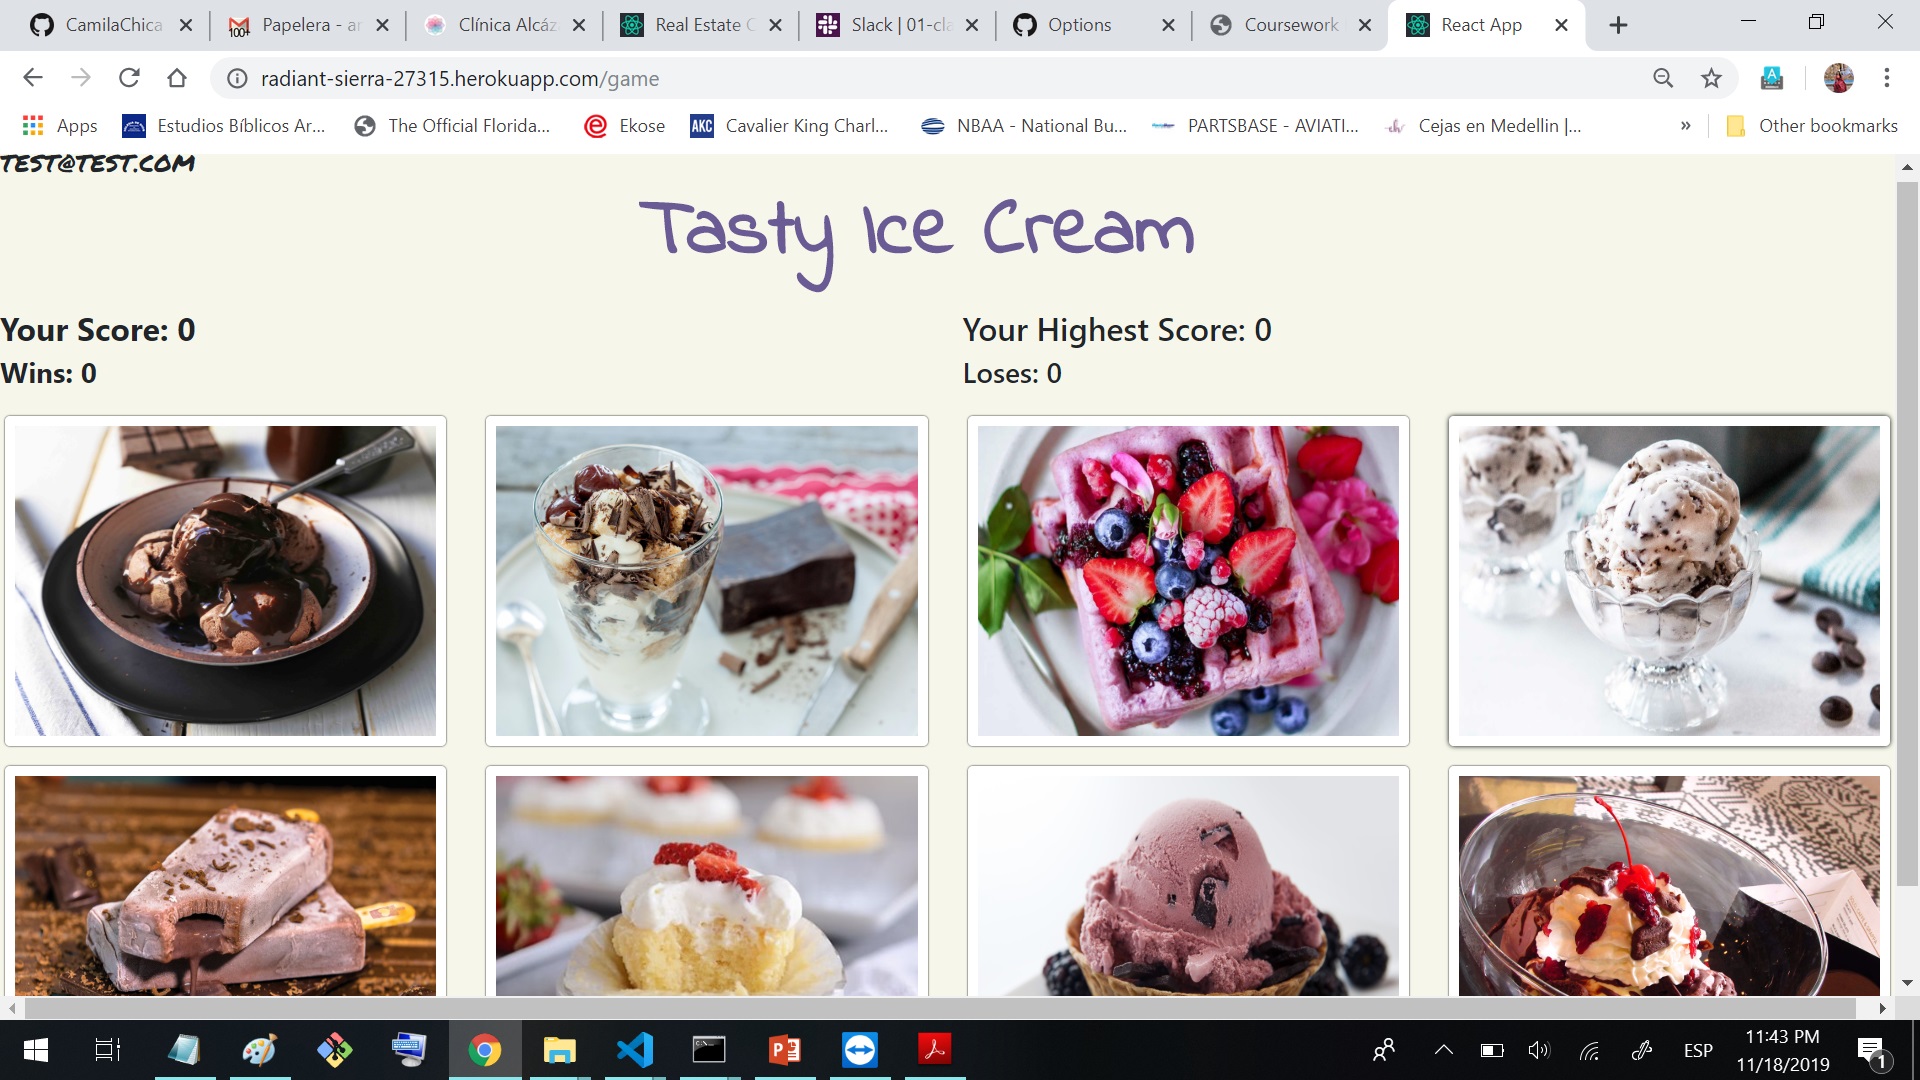 CamilaChica
Papelera - ar
Clínica Alcáz
Real Estate C
Slack | 01-cla
Options
Coursework
React App
radiant-sierra-27315.herokuapp.com/game
Apps
Estudios Bíblicos Ar...
The Official Florida...
Ekose
AKC
Cavalier King Charl...
NBAA - National Bu...
PARTSBASE - AVIATI...
Cejas en Medellin |...
»
Other bookmarks
TEST@TEST.COM
Tasty Ice Cream
Your Score: 0
Your Highest Score: 0
Wins: 0
Loses: 0
ESP
11:43 PM
11/18/2019
1